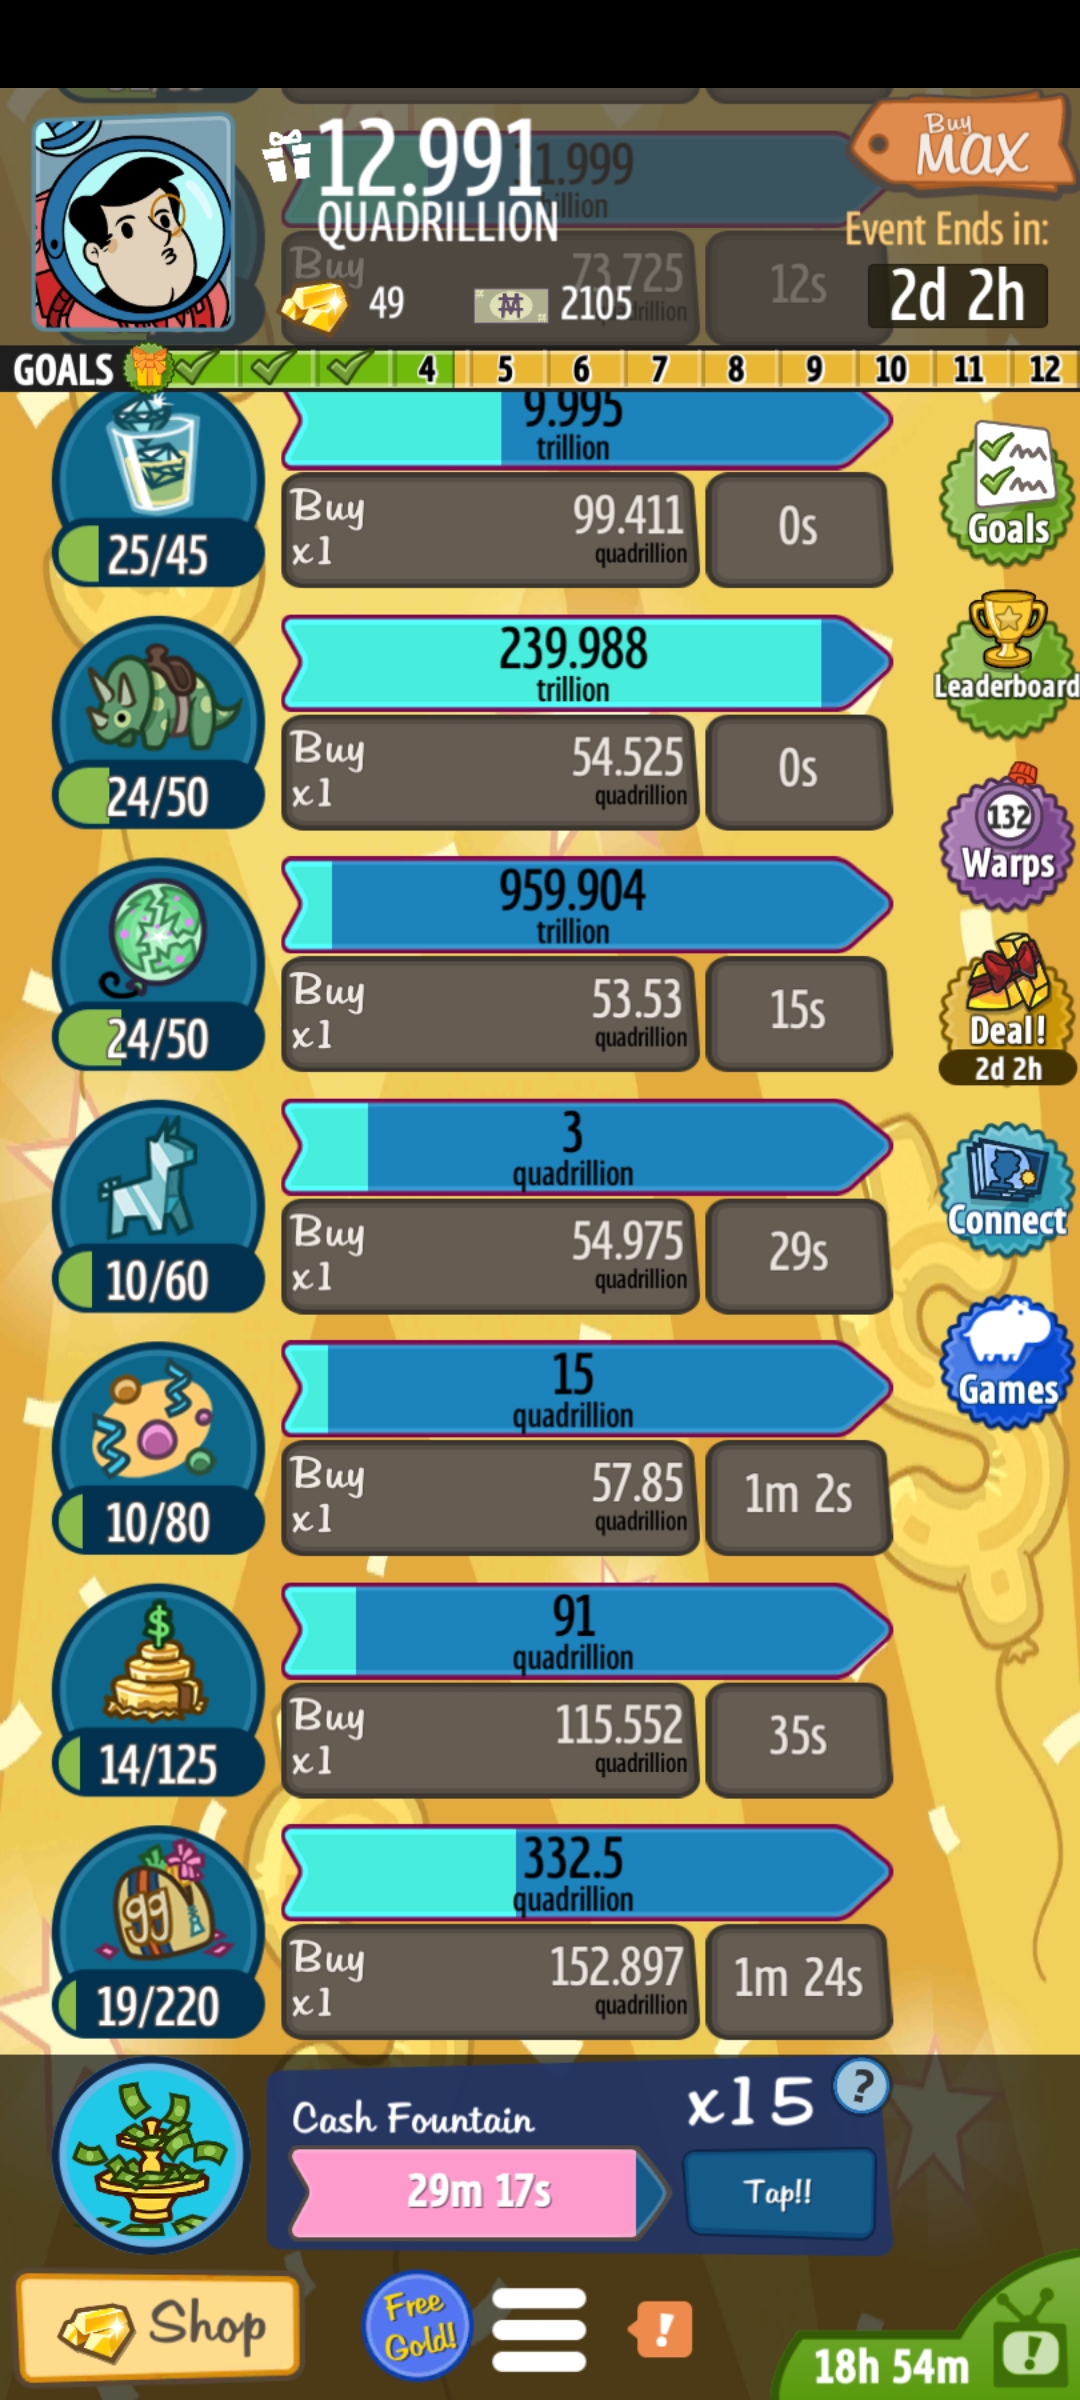 12.991
QUADRILLION
11.999
Buy
MAX
Event Ends in:
2d 2h
Buy
73.725
12s
49
2105
GOALS
4
5
6
7
8
9
10
11
12
9.995
trillion
25/45
Buy
x1
99.411
quadrillion
0s
Goals
239.988
trillion
24/50
Buy
x1
54.525
quadrillion
0s
Leaderboard
959.904
trillion
24/50
Buy
x1
53.53
quadrillion
15s
132
Warps
Deal!
2d 2h
3
quadrillion
10/60
Buy
x1
54.975
quadrillion
29s
Connect
15
quadrillion
10/80
Buy
x1
57.85
quadrillion
1m 2s
Games
$
91
quadrillion
14/125
Buy
x1
115.552
quadrillion
35s
gg
332.5
quadrillion
19/220
Buy
x1
152.897
quadrillion
1m 24s
Cash Fountain
x15
?
29m 17s
Tap!!
Shop
Free
Gold!
!
18h 54m
!